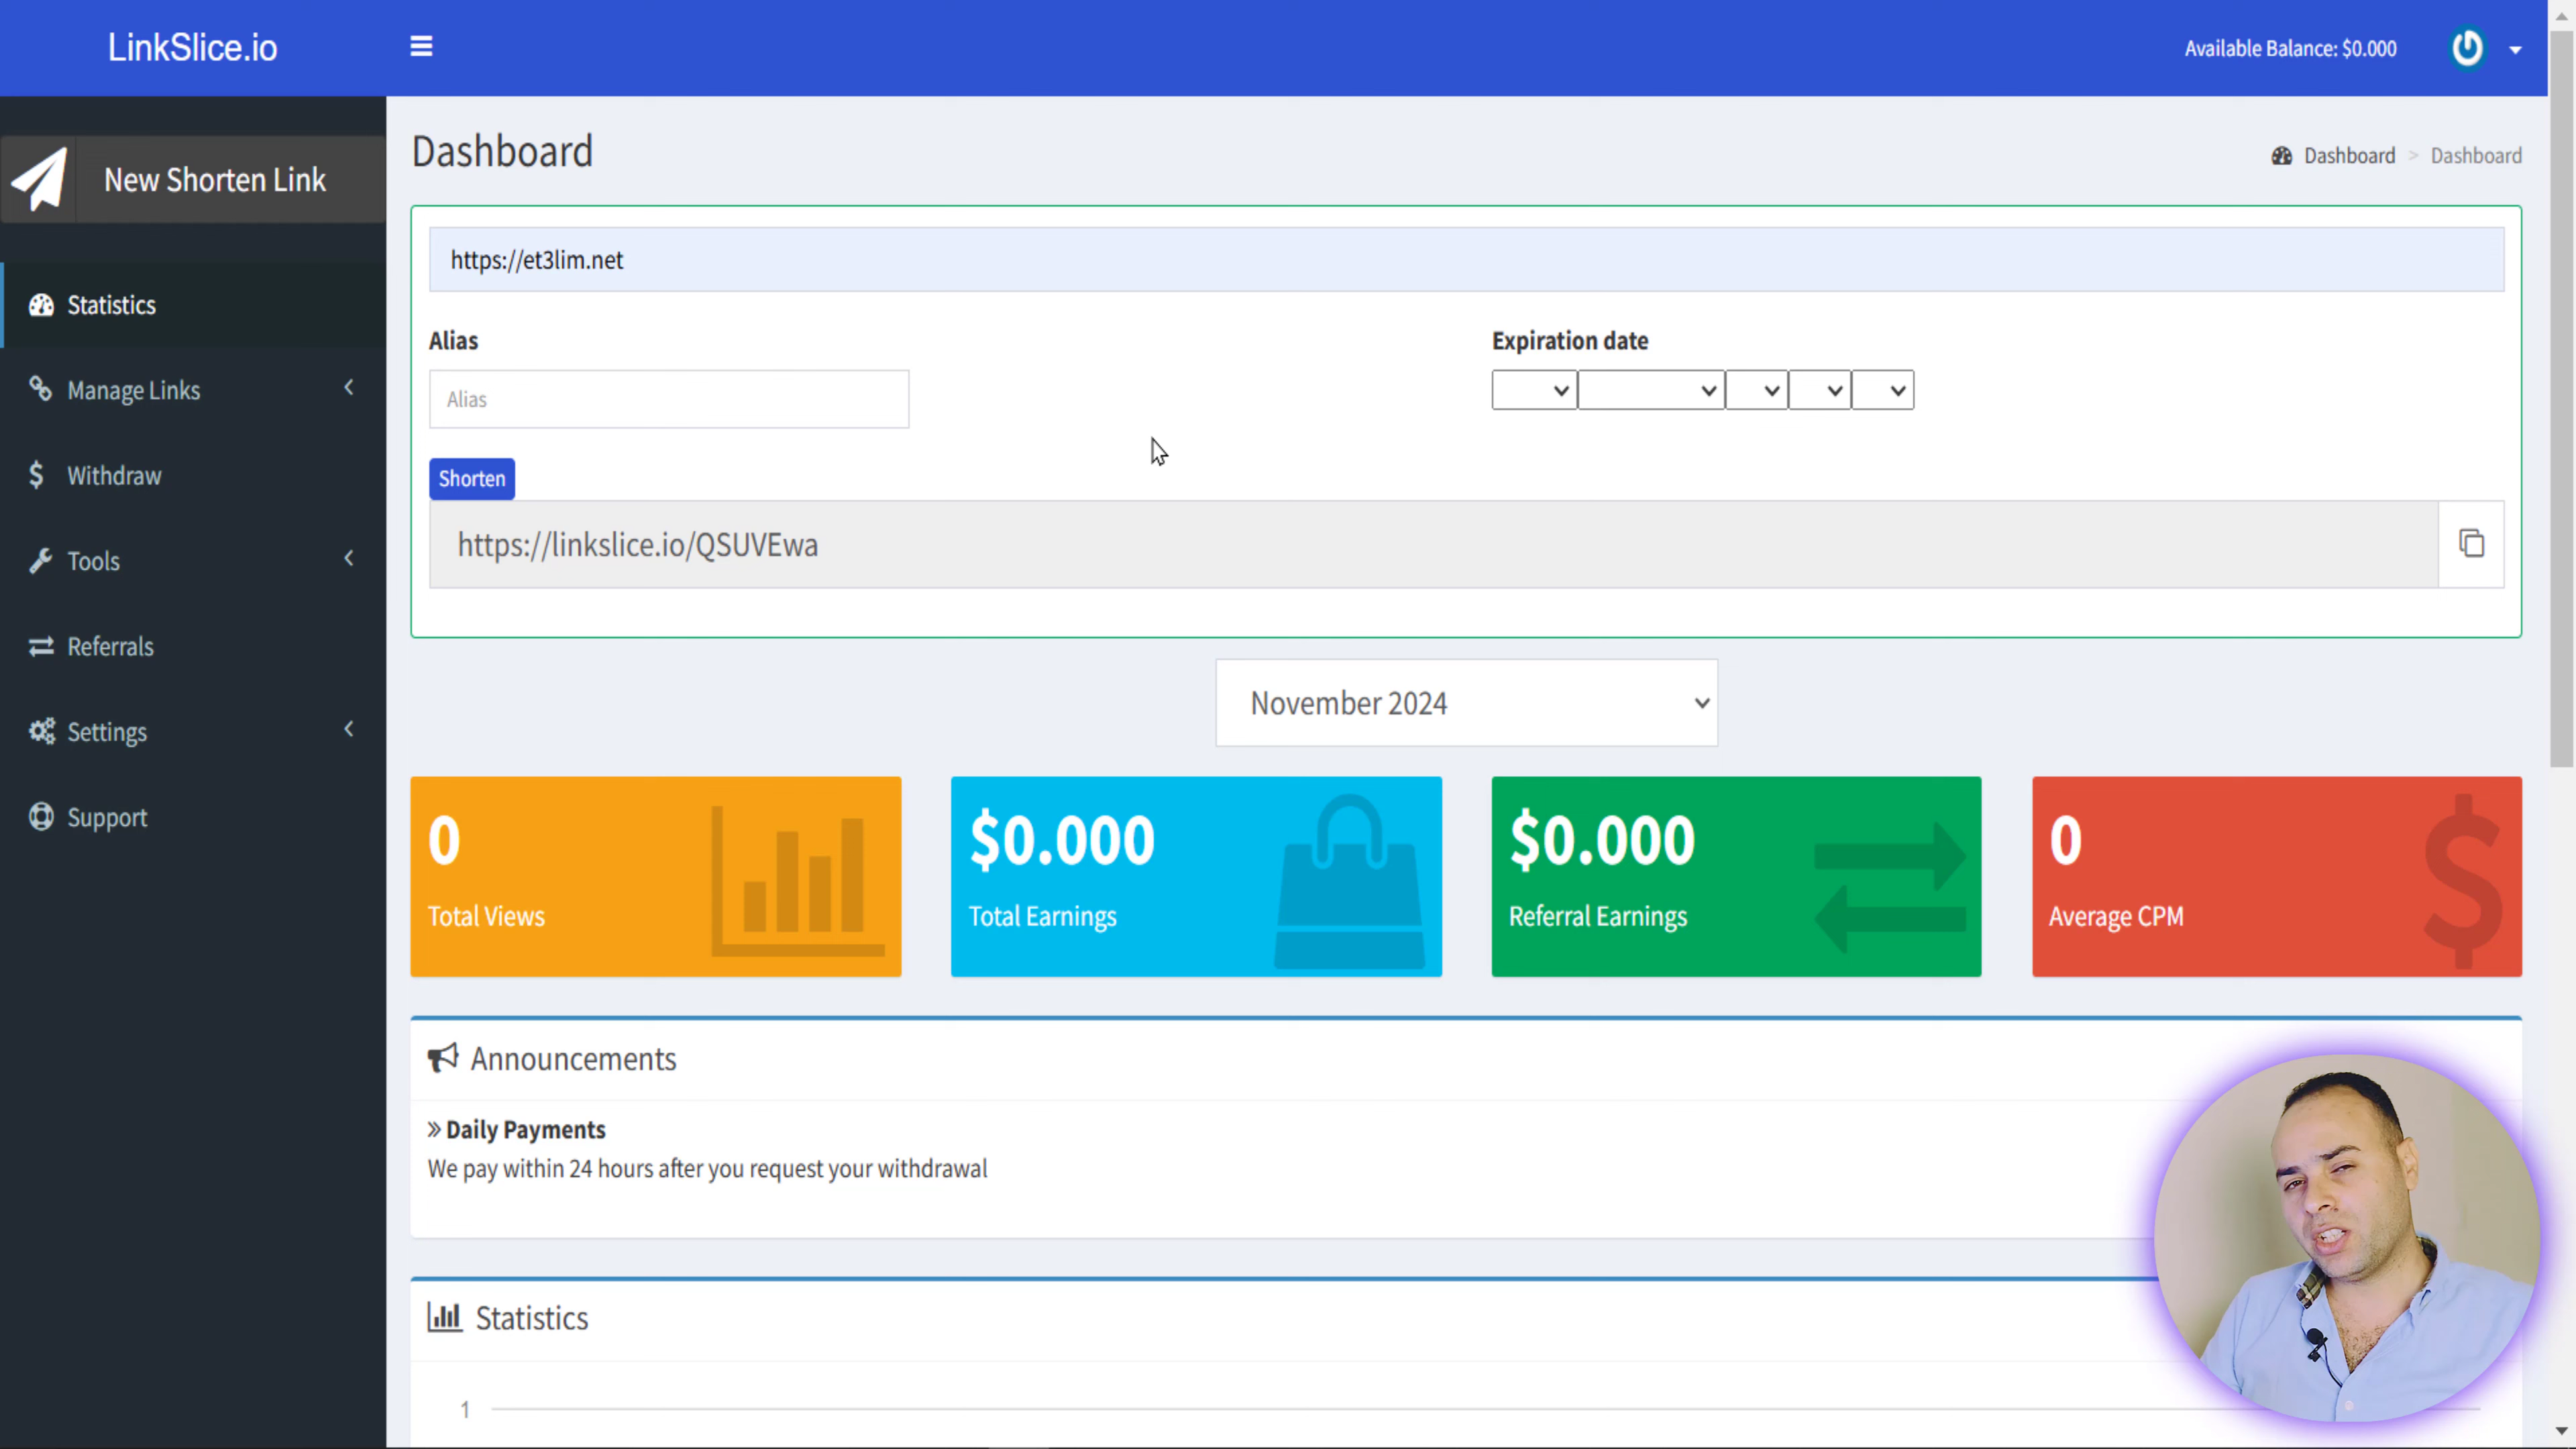 LinkSlice.io
Available Balance: $0.000
New Shorten Link
Statistics
Manage Links
Withdraw
Tools
Referrals
Settings
Support
Dashboard
Dashboard > Dashboard
https://et3lim.net
Alias
Expiration date
Alias
Shorten
https://linkslice.io/QSUVEwa
November 2024
0
Total Views
$0.000
Total Earnings
$0.000
Referral Earnings
0
Average CPM
Announcements
» Daily Payments
We pay within 24 hours after you request your withdrawal
Statistics
1